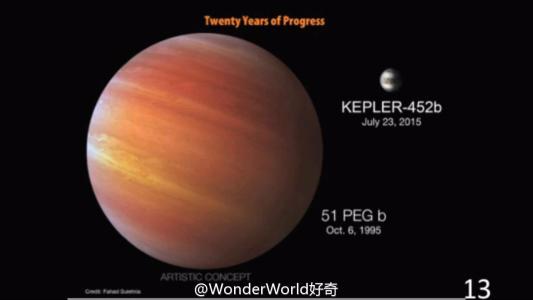 Twenty Years of Progress
KEPLER-452b
July 23, 2015
51 PEG b
Oct. 6, 1995
ARTISTIC CONCEPT
@WonderWorld好奇
Credit: Fahad Sulehria
13